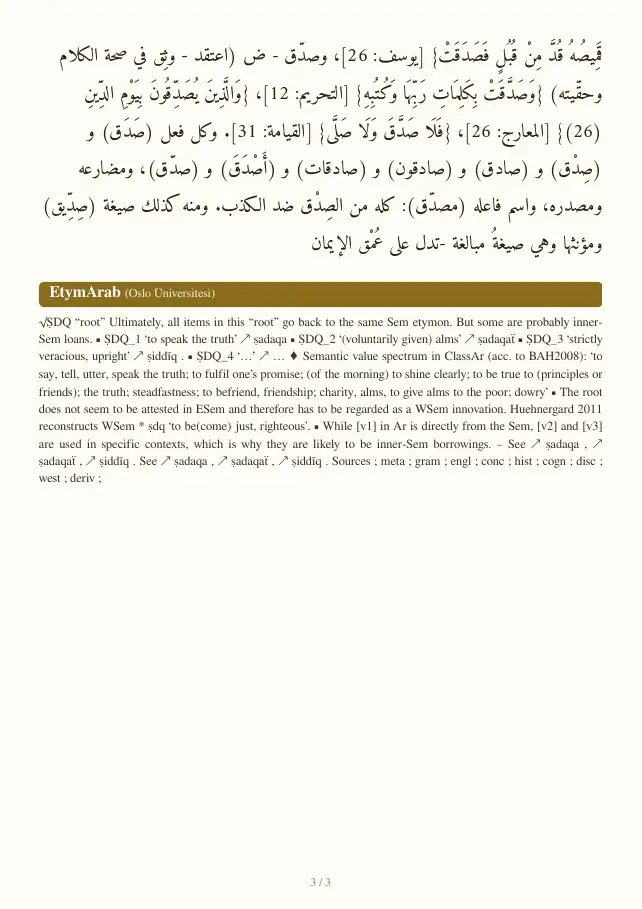 قَمِيصُهُ قُدَّ مِنْ قُبُلٍ فَصَدَقَتْ} [يوسف: 26]، وصدّق - ض (اعتقد - وثِق في صحة الكلام
وحقّيته) {وَصَدَّقَتْ بِكَلِمَاتِ رَبِّهَا وَكُتُبِهِ} [التحريم: 12]، {وَالَّذِينَ يُصَدِّقُونَ بِيَوْمِ الدِّينِ
(26)} [المعارج: 26]، {فَلَا صَدَّقَ وَلَا صَلَّى} [القيامة: 31]. وكل فعل (صَدَق) و
(صِدْق) و (صادق) و (صادقون) و (صادقات) و (أَصْدَقَ) و (صدّق)، ومضارعه
ومصدره، واسم فاعله (مصدّق): كله من الصِدْق ضد الكذب. ومنه كذلك صيغة (صِدِّيق)
ومؤنثها وهي صيغةُ مبالغة -تدل على عُمْق الإيمان
EtymArab (Oslo Üniversitesi)
√ṢDQ “root” Ultimately, all items in this “root” go back to the same Sem etymon. But some are probably inner-
Sem loans. ▪ ṢDQ_1 ‘to speak the truth’ ↗ ṣadaqa ▪ ṢDQ_2 ‘(voluntarily given) alms’ ↗ ṣadaqaẗ ▪ ṢDQ_3 ‘strictly
veracious, upright’ ↗ ṣiddīq . ▪ ṢDQ_4 ‘…’ ↗ … ♦ Semantic value spectrum in ClassAr (acc. to BAH2008): ‘to
say, tell, utter, speak the truth; to fulfil one’s promise; (of the morning) to shine clearly; to be true to (principles or
friends); the truth; steadfastness; to befriend, friendship; charity, alms, to give alms to the poor; dowry’ ▪ The root
does not seem to be attested in ESem and therefore has to be regarded as a WSem innovation. Huehnergard 2011
reconstructs WSem * ṣdq ‘to be(come) just, righteous’. ▪ While [v1] in Ar is directly from the Sem, [v2] and [v3]
are used in specific contexts, which is why they are likely to be inner-Sem borrowings. – See ↗ ṣadaqa , ↗
ṣadaqaẗ , ↗ ṣiddīq . See ↗ ṣadaqa , ↗ ṣadaqaẗ , ↗ ṣiddīq . Sources ; meta ; gram ; engl ; conc ; hist ; cogn ; disc ;
west ; deriv ;
3 / 3